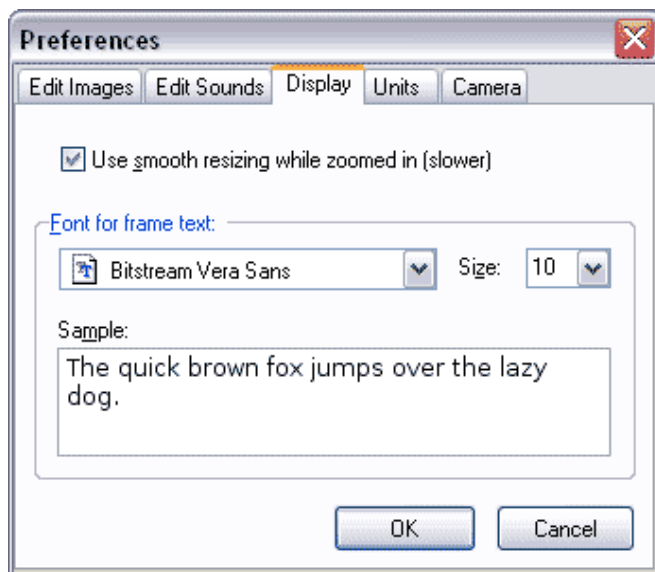 Preferences
Edit Images Edit Sounds Display Units Camera
Use smooth resizing while zoomed in (slower)
Font for frame text:
Bitstream Vera Sans Size: 10
Sample:
The quick brown fox jumps over the lazy
dog.
OK Cancel